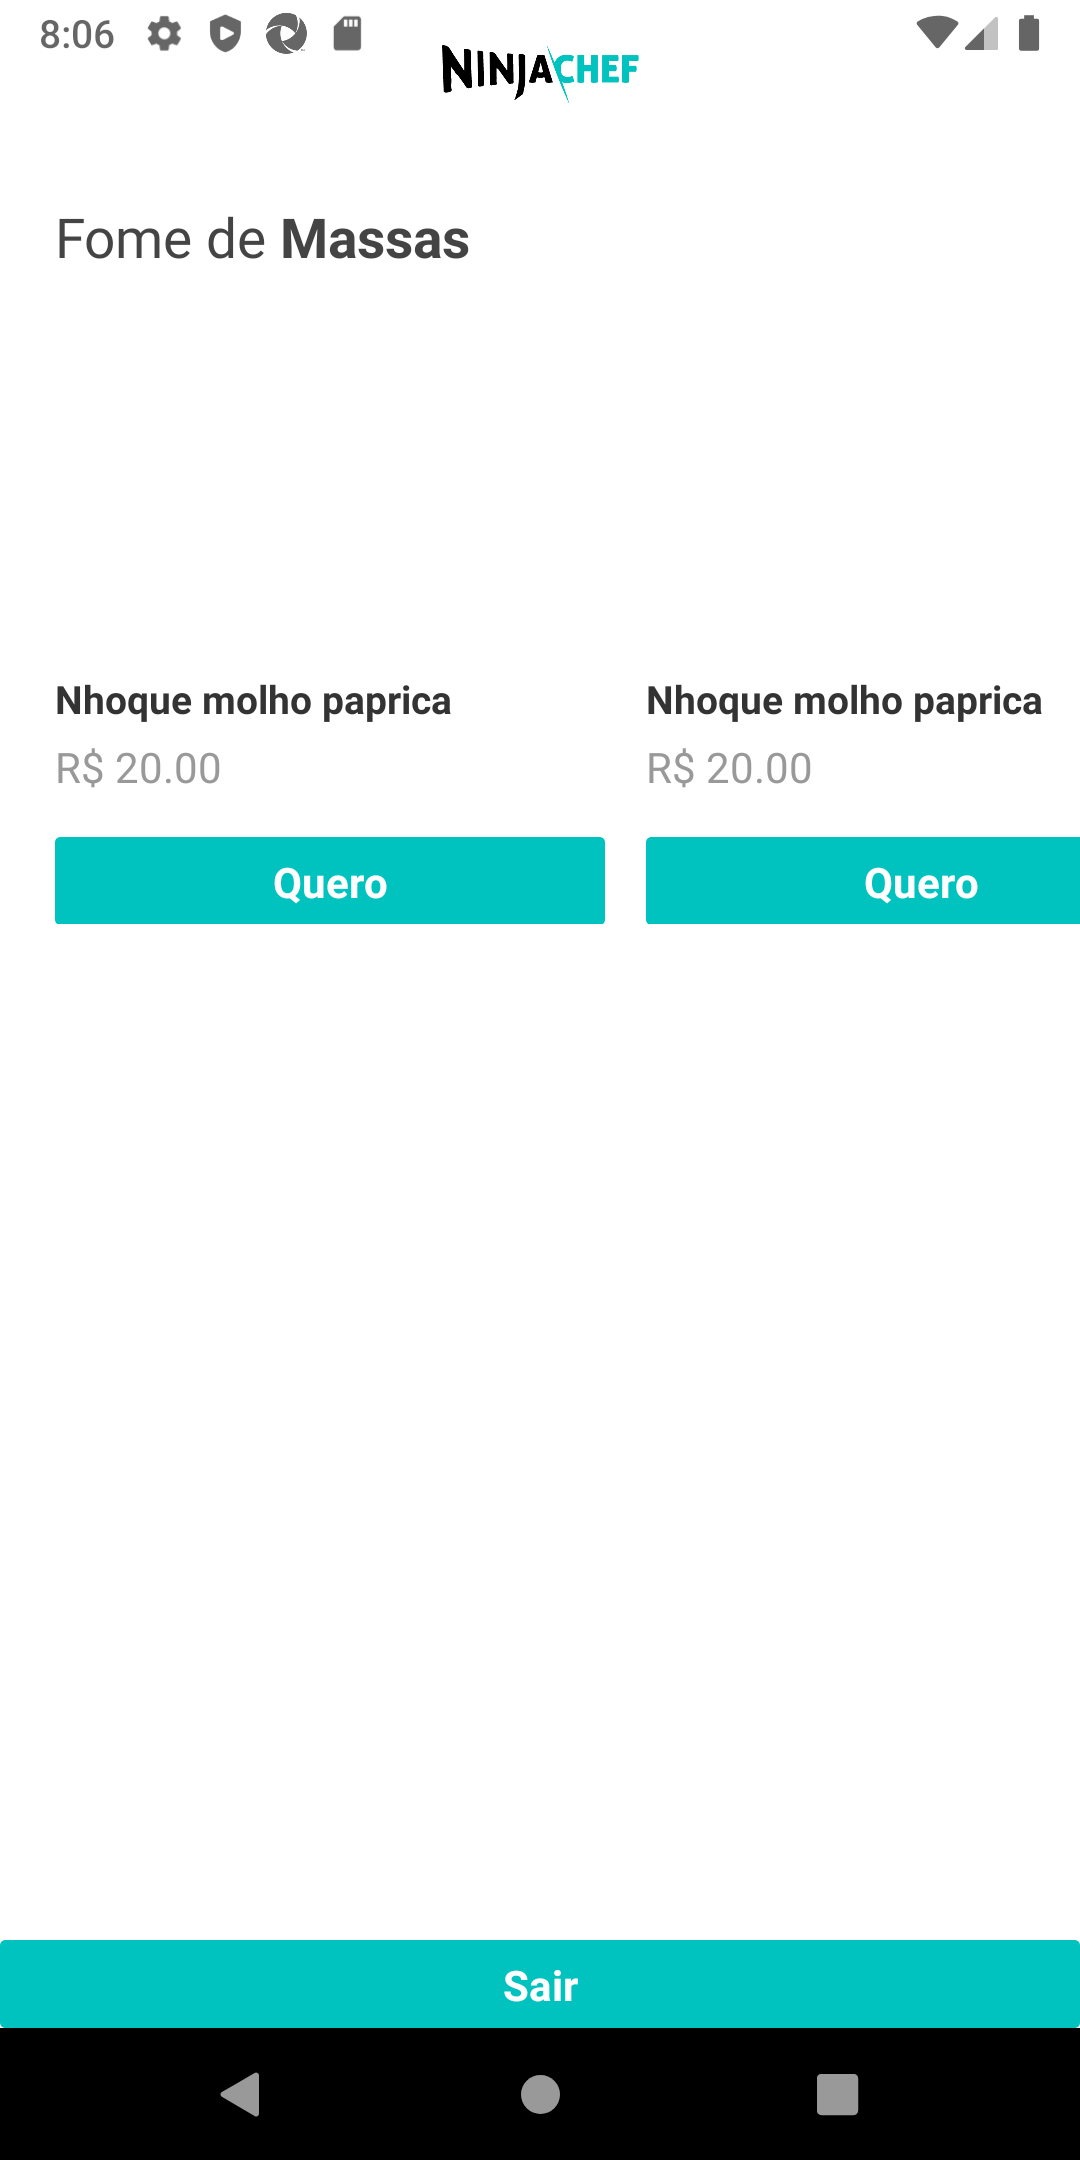 8:06
NINJACHEF
Fome de Massas
Nhoque molho paprica
R$ 20.00
Quero
Nhoque molho paprica
R$ 20.00
Quero
Sair